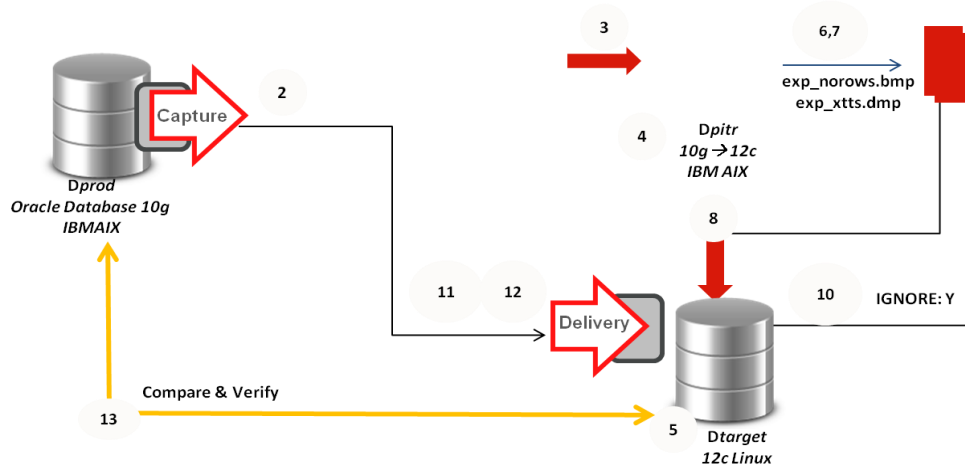 3
6,7
2
exp_norows.bmp
exp_xtts.dmp
Capture
4
Dpitr
10g → 12c
IBM AIX
Dprod
Oracle Database 10g
IBMAIX
8
11
12
10
IGNORE: Y
Delivery
Compare & Verify
13
5
Dtarget
12c Linux